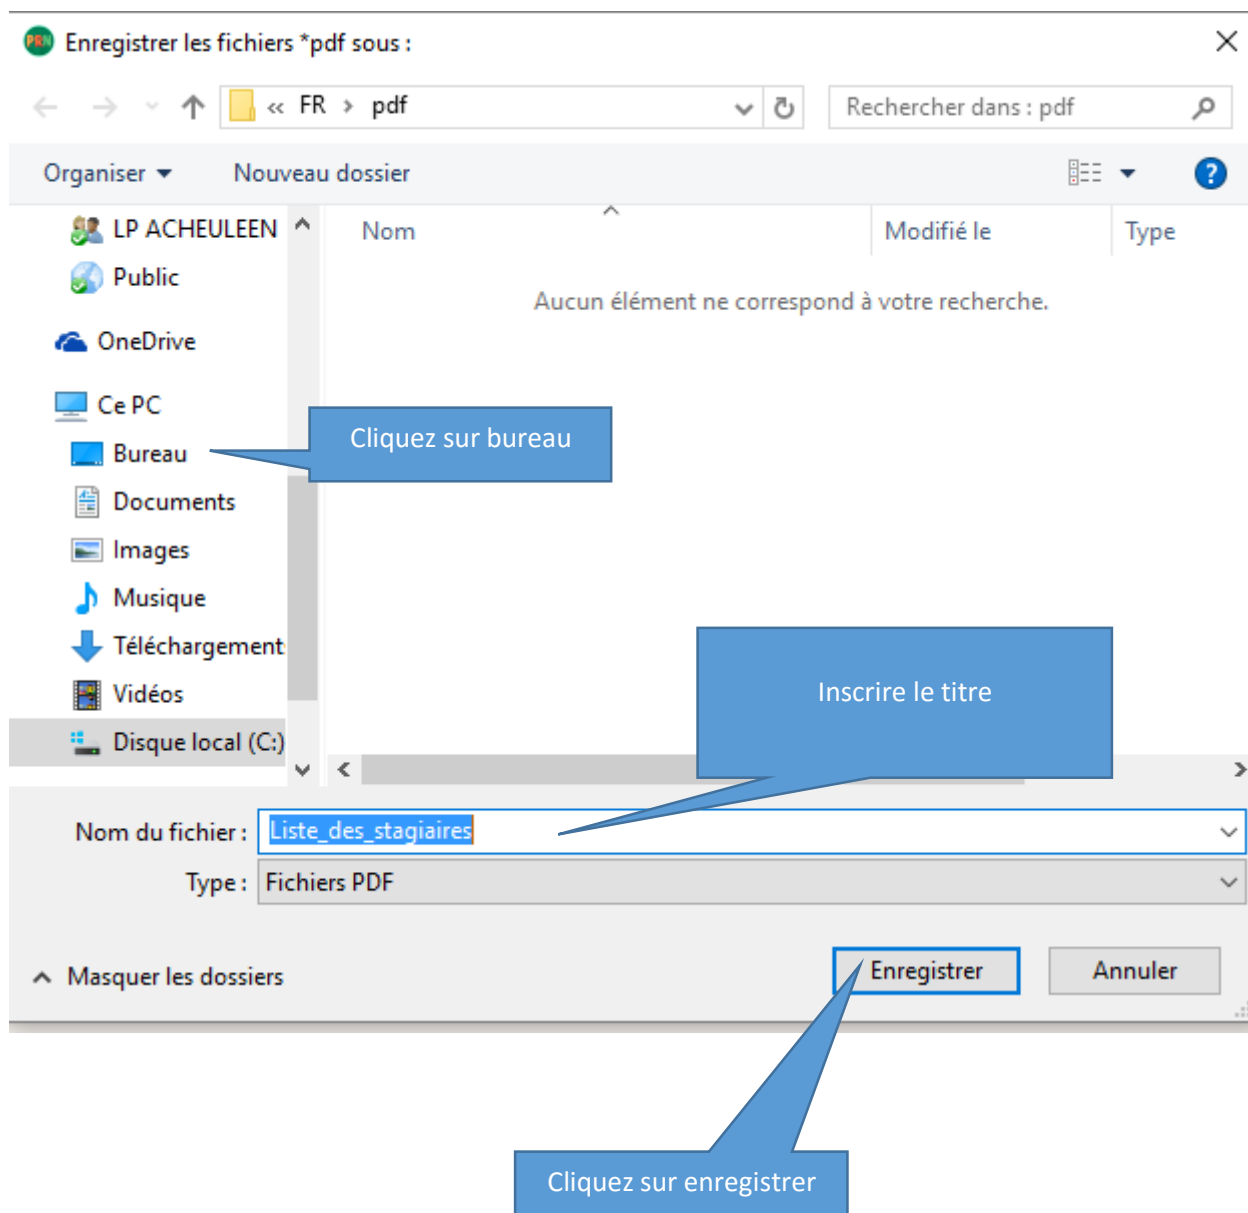 PRN Enregistrer les fichiers *pdf sous :
« FR > pdf
Rechercher dans : pdf
Organiser
Nouveau dossier
?
LP ACHEULEEN
Nom
Modifié le
Type
Public
Aucun élément ne correspond à votre recherche.
OneDrive
Ce PC
Cliquez sur bureau
Bureau
Documents
Images
Musique
Téléchargement
Vidéos
Inscrire le titre
Disque local (C:)
Nom du fichier : Liste_des_stagiaires
Type : Fichiers PDF
Masquer les dossiers
Enregistrer
Annuler
Cliquez sur enregistrer